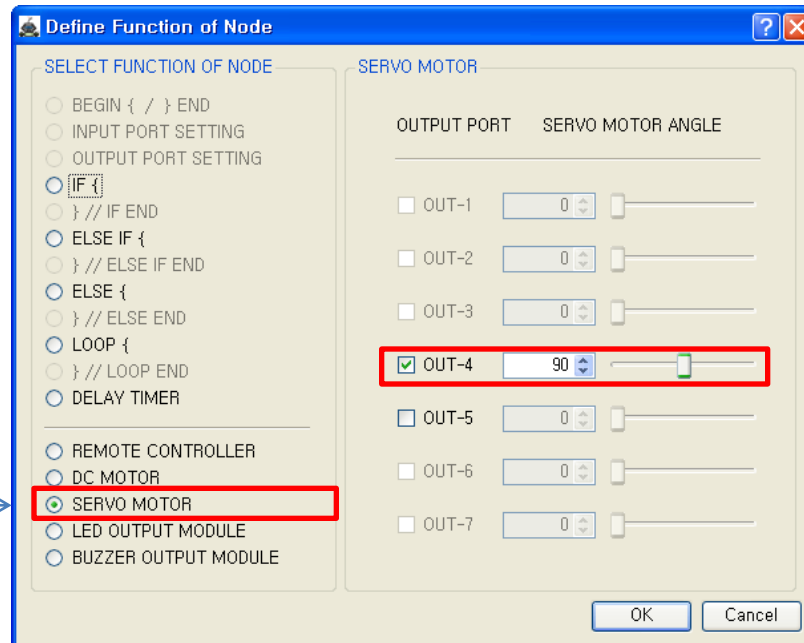 Define Function of Node
SELECT FUNCTION OF NODE
BEGIN { / } END
INPUT PORT SETTING
OUTPUT PORT SETTING
IF {
} // IF END
ELSE IF {
} // ELSE IF END
ELSE {
} // ELSE END
LOOP {
} // LOOP END
DELAY TIMER
REMOTE CONTROLLER
DC MOTOR
SERVO MOTOR
LED OUTPUT MODULE
BUZZER OUTPUT MODULE
SERVO MOTOR
OUTPUT PORT SERVO MOTOR ANGLE
OUT-1 0
OUT-2 0
OUT-3 0
OUT-4 90
OUT-5 0
OUT-6 0
OUT-7 0
OK Cancel